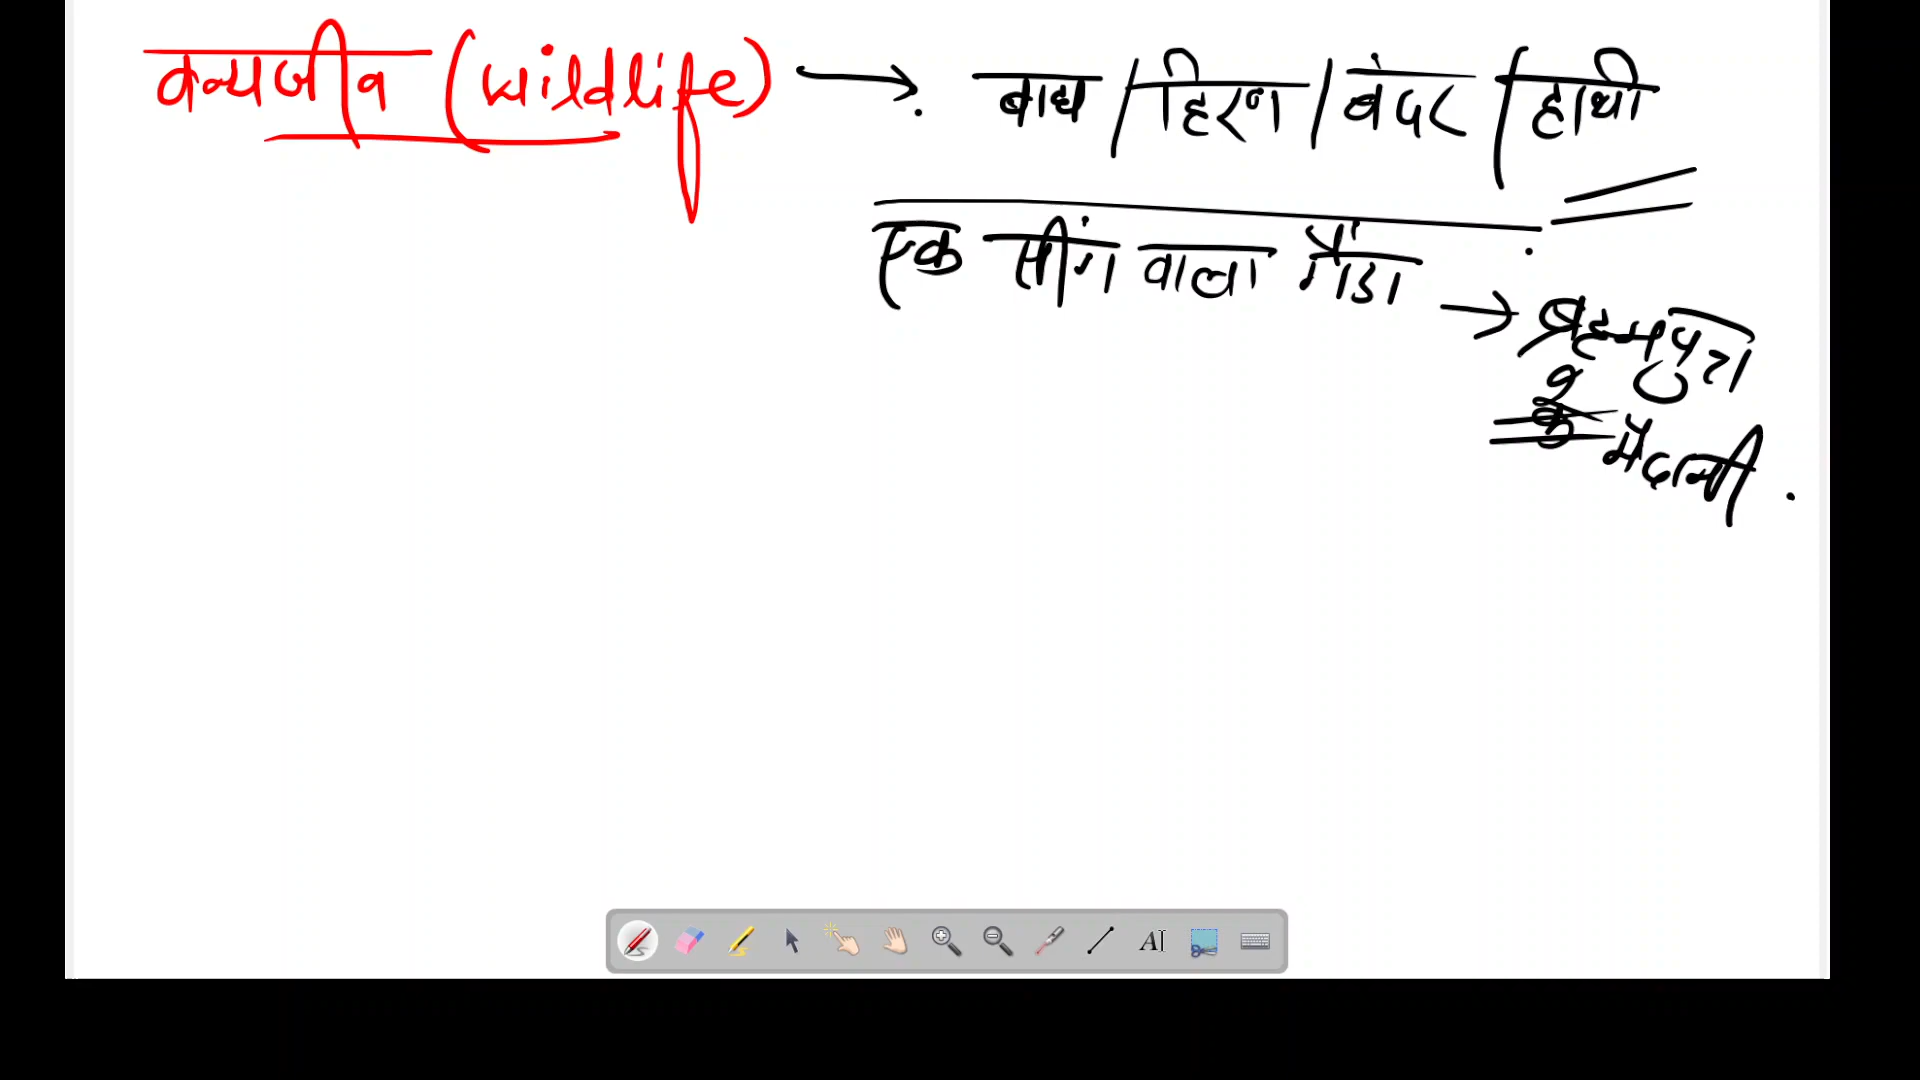 वन्यजीव (wildlife) → बाघ / हिरण / बंदर / हाथी
एक सींग वाला गैंडा → ब्रह्मपुत्रा
मैदानी